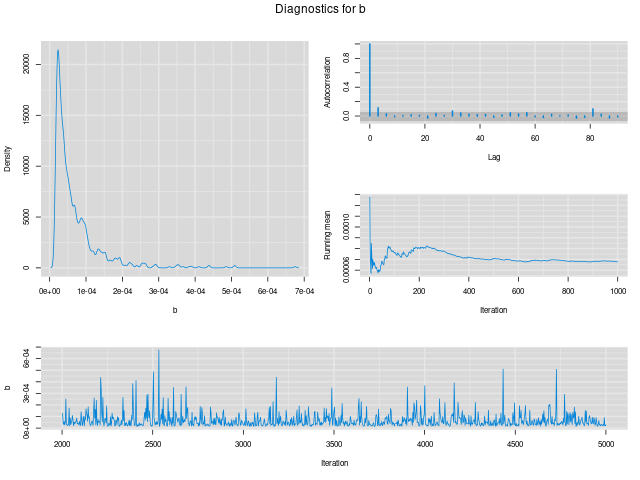 Diagnostics for b
Density
0 5000 10000 15000 20000
0e+00 1e-04 2e-04 3e-04 4e-04 5e-04 6e-04 7e-04
b
Autocorrelation
0.0 0.4 0.8
0 20 40 60 80
Lag
Running mean
0.00006 0.00010
0 200 400 600 800 1000
Iteration
b
0e+00 3e-04 6e-04
2000 2500 3000 3500 4000 4500 5000
Iteration